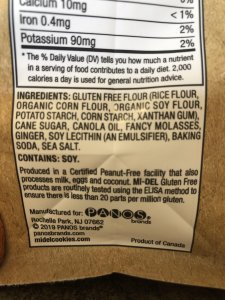 Calcium 10mg
Iron 0.4mg < 1%
Potassium 90mg 2%
2%
* The % Daily Value (DV) tells you how much a nutrient
in a serving of food contributes to a daily diet. 2,000
calories a day is used for general nutrition advice.
INGREDIENTS: GLUTEN FREE FLOUR (RICE FLOUR,
ORGANIC CORN FLOUR, ORGANIC SOY FLOUR,
POTATO STARCH, CORN STARCH, XANTHAN GUM),
CANE SUGAR, CANOLA OIL, FANCY MOLASSES,
GINGER, SOY LECITHIN (AN EMULSIFIER), BAKING
SODA, SEA SALT.
CONTAINS: SOY.
Produced in a Certified Peanut-Free facility that also
processes milk, eggs and coconut. MI-DEL Gluten Free
products are routinely tested using the ELISA method to
ensure there is less than 20 parts per million gluten.
Manufactured for: PANOS brands
Rochelle Park, NJ 07662
© 2019 PANOS brands®
panosbrands.com
midelcookies.com
Product of Canada